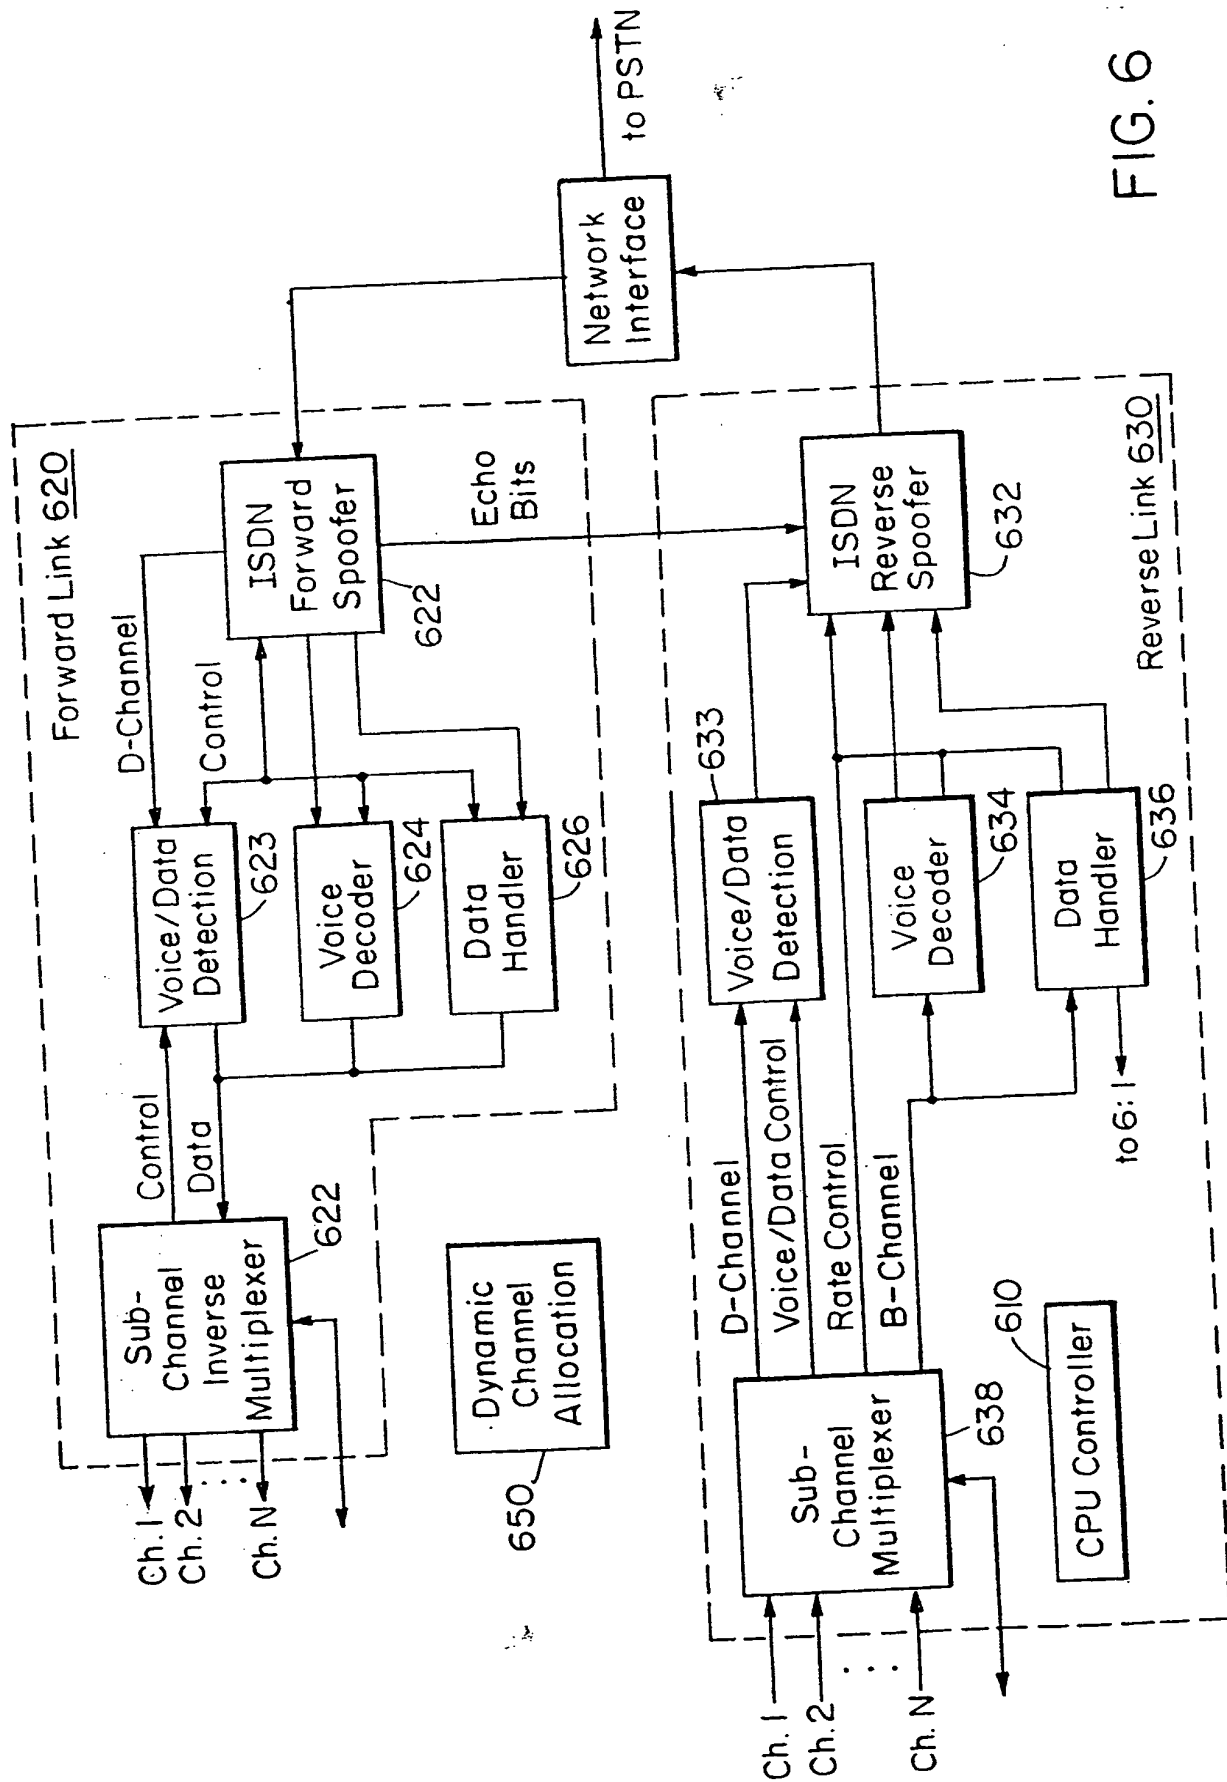 Forward Link 620
Ch. 1
Ch. 2
Ch. N
Sub-
Channel
Inverse
Multiplexer
622
Control
Data
Voice/Data
Detection
623
Voice
Decoder
624
Data
Handler
626
D-Channel
Control
ISDN
Forward
Spoofer
622
Echo
Bits
Network
Interface
to PSTN
Dynamic
Channel
Allocation
650
Ch. 1
Ch. 2
Ch. N
Sub-
Channel
Multiplexer
638
D-Channel
Voice/Data Control
Rate Control
B-Channel
Voice/Data
Detection
633
Voice
Decoder
634
Data
Handler
636
to 6:1
ISDN
Reverse
Spoofer
632
CPU Controller
610
Reverse Link 630
FIG. 6